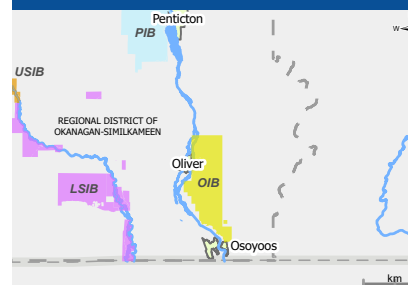 Penticton
PIB
W
USIB
REGIONAL DISTRICT OF
OKANAGAN-SIMILKAMEEN
Oliver
OIB
LSIB
Osoyoos
km